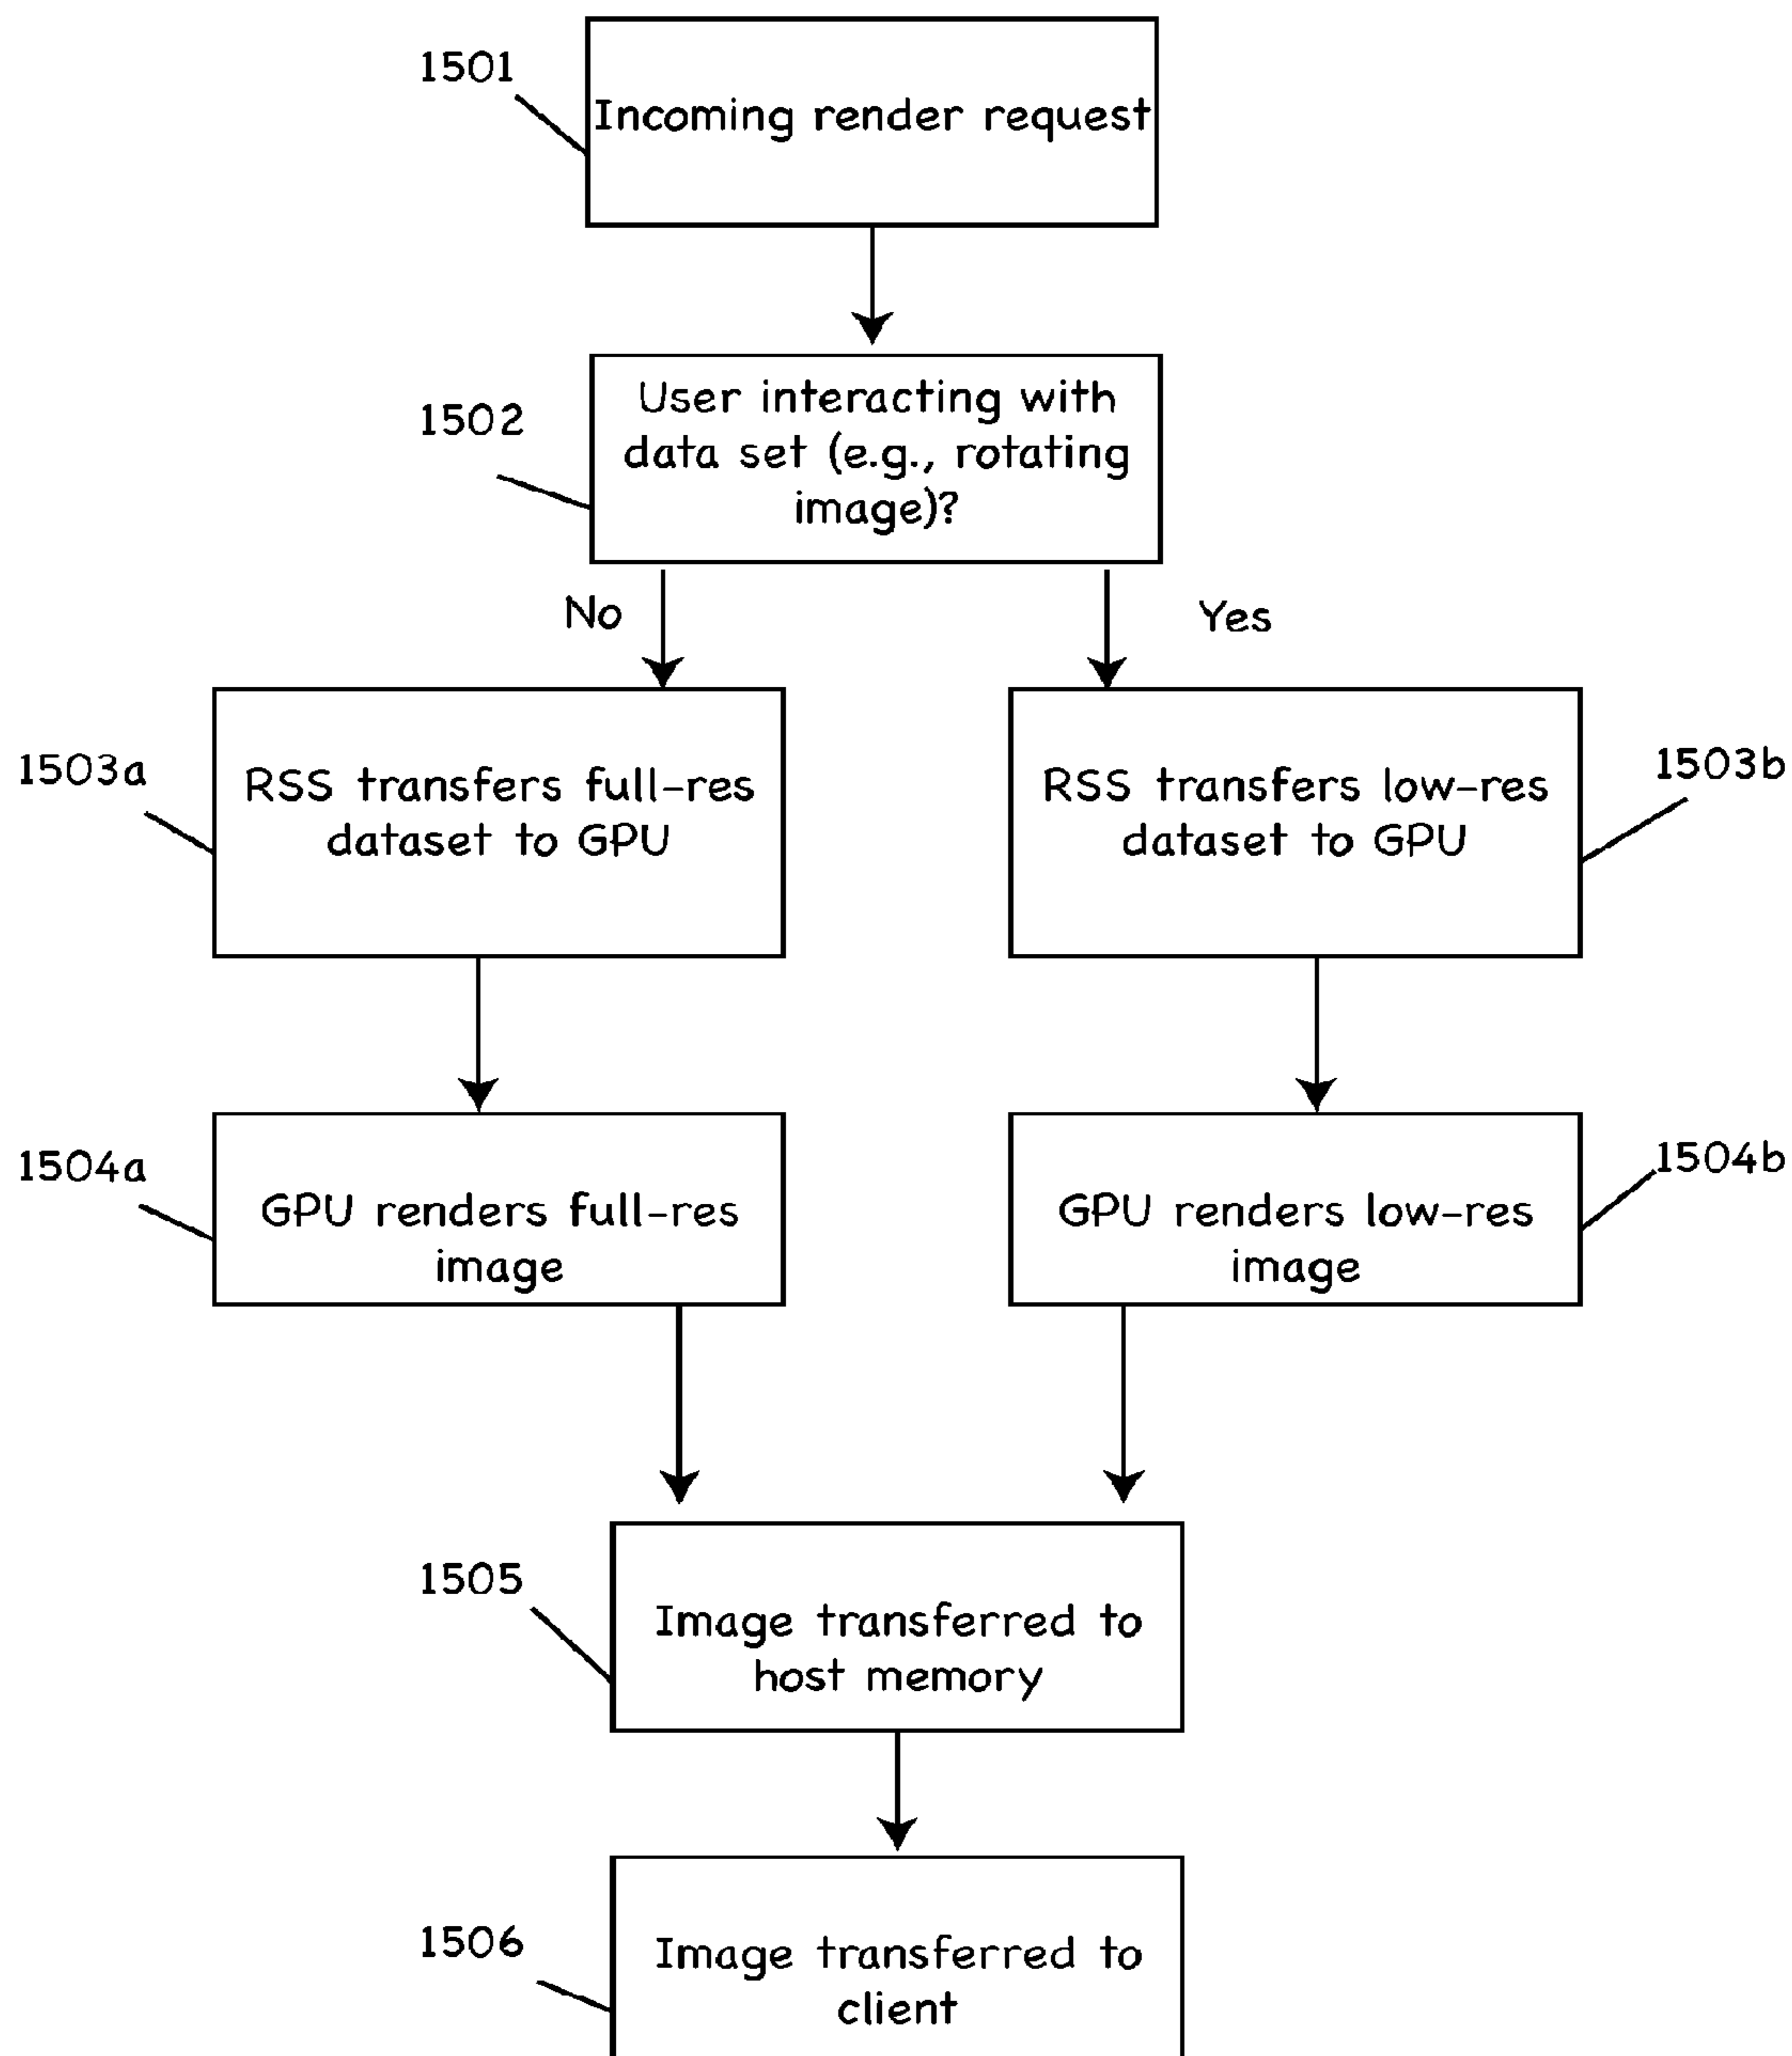 1501
Incoming render request
1502
User interacting with
data set (e.g., rotating
image)?
No
Yes
1503a
RSS transfers full-res
dataset to GPU
1503b
RSS transfers low-res
dataset to GPU
1504a
GPU renders full-res
image
1504b
GPU renders low-res
image
1505
Image transferred to
host memory
1506
Image transferred to
client